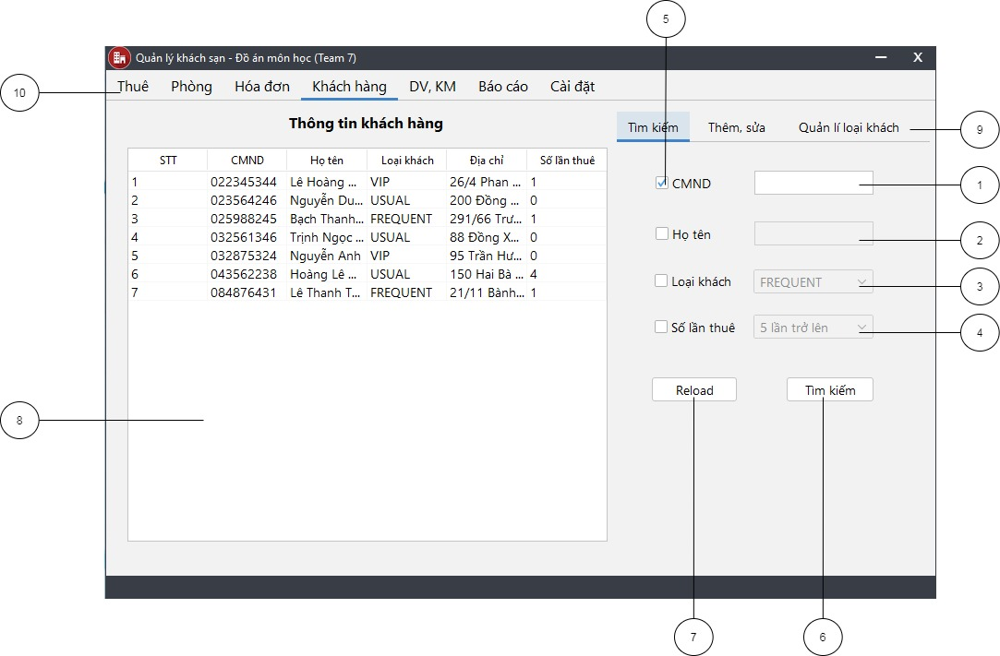 5
Quản lý khách sạn - Đồ án môn học (Team 7) X
10 Thuê Phòng Hóa đơn Khách hàng DV, KM Báo cáo Cài đặt
Thông tin khách hàng
Tìm kiếm Thêm, sửa Quản lí loại khách 9
STT CMND Họ tên Loại khách Địa chỉ Số lần thuê
1 022345344 Lê Hoàng ... VIP 26/4 Phan ... 1
2 023564246 Nguyễn Du... USUAL 200 Đồng ... 0
3 025988245 Bạch Thanh... FREQUENT 291/66 Trư... 1
4 032561346 Trịnh Ngọc ... USUAL 88 Đồng X... 0
5 032875324 Nguyễn Anh VIP 95 Trần Hư... 0
6 043562238 Hoàng Lê ... USUAL 150 Hai Bà ... 4
7 084876431 Lê Thanh T... FREQUENT 21/11 Bành... 1
CMND 1
Họ tên 2
Loại khách FREQUENT 3
Số lần thuê 5 lần trở lên 4
Reload Tìm kiếm
8
7 6